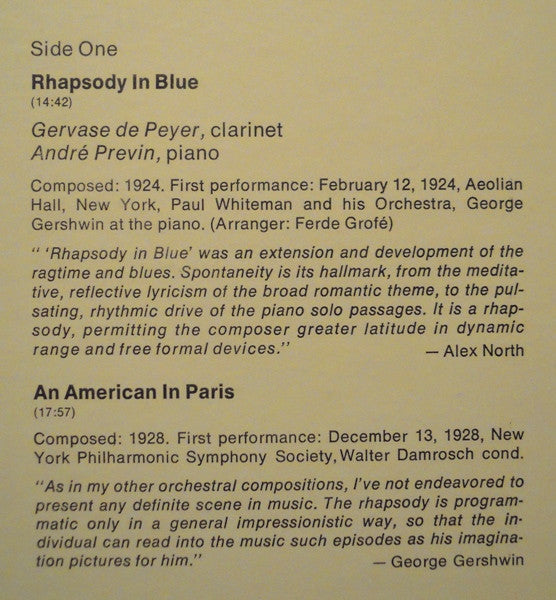 Side One
Rhapsody In Blue
(14:42)
Gervase de Peyer, clarinet
André Previn, piano
Composed: 1924. First performance: February 12, 1924, Aeolian
Hall, New York, Paul Whiteman and his Orchestra, George
Gershwin at the piano. (Arranger: Ferde Grofé)
" 'Rhapsody in Blue' was an extension and development of the
ragtime and blues. Spontaneity is its hallmark, from the medita-
tive, reflective lyricism of the broad romantic theme, to the pul-
sating, rhythmic drive of the piano solo passages. It is a rhap-
sody, permitting the composer greater latitude in dynamic
range and free formal devices." — Alex North
An American In Paris
(17:57)
Composed: 1928. First performance: December 13, 1928, New
York Philharmonic Symphony Society, Walter Damrosch cond.
"As in my other orchestral compositions, I've not endeavored to
present any definite scene in music. The rhapsody is program-
matic only in a general impressionistic way, so that the in-
dividual can read into the music such episodes as his imagina-
tion pictures for him." — George Gershwin